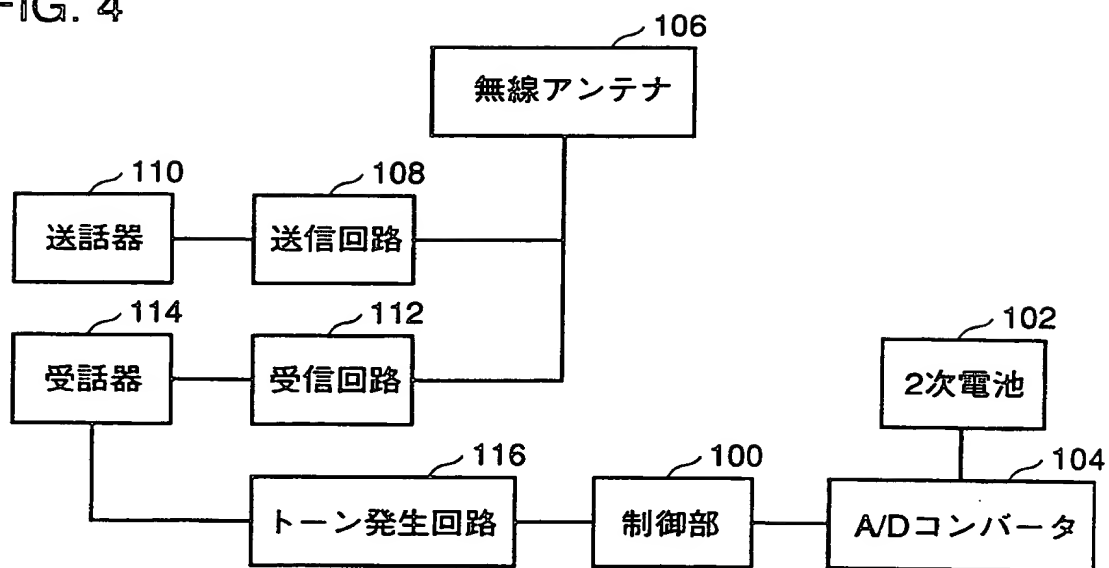 FIG. 4
106
無線アンテナ
110
108
送話器
送信回路
114
112
受話器
受信回路
102
2次電池
116
100
104
トーン発生回路
制御部
A/Dコンバータ